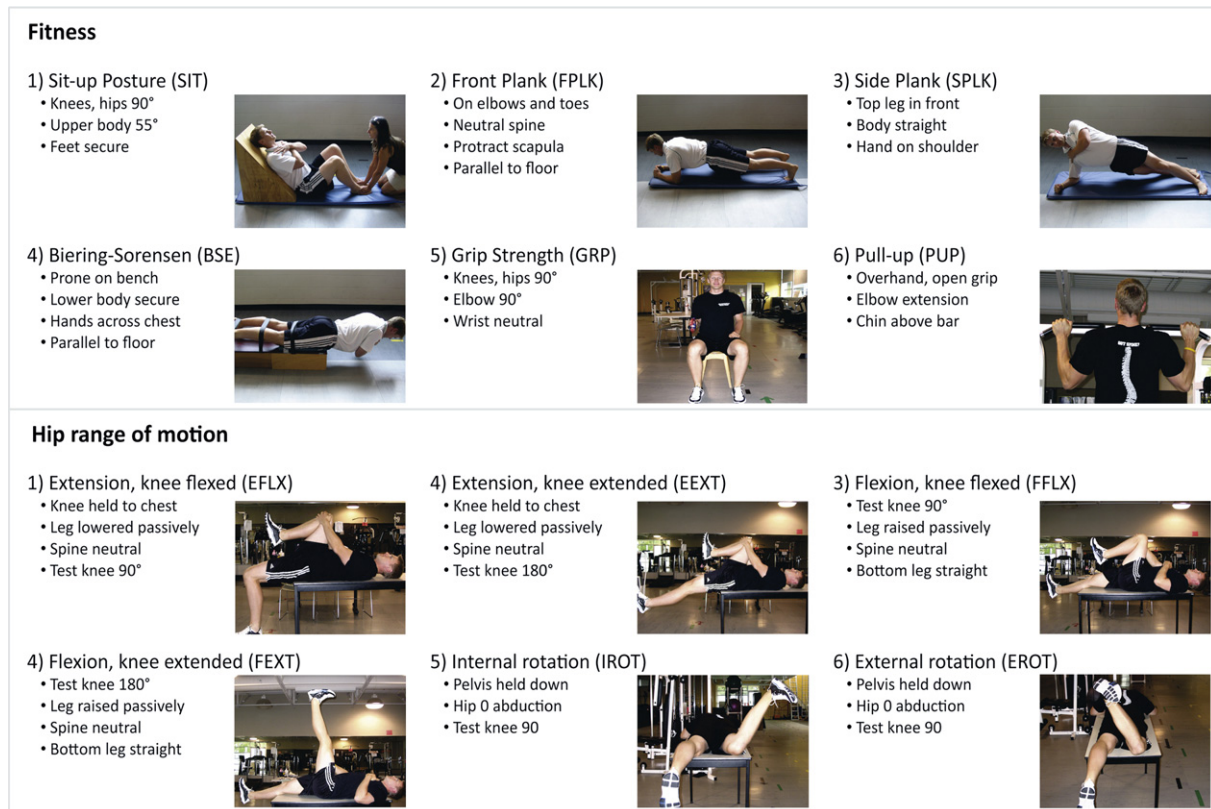 Fitness
1) Sit-up Posture (SIT)
• Knees, hips 90°
• Upper body 55°
• Feet secure
2) Front Plank (FPLK)
• On elbows and toes
• Neutral spine
• Protract scapula
• Parallel to floor
3) Side Plank (SPLK)
• Top leg in front
• Body straight
• Hand on shoulder
4) Biering-Sorensen (BSE)
• Prone on bench
• Lower body secure
• Hands across chest
• Parallel to floor
5) Grip Strength (GRP)
• Knees, hips 90°
• Elbow 90°
• Wrist neutral
6) Pull-up (PUP)
• Overhand, open grip
• Elbow extension
• Chin above bar
Hip range of motion
1) Extension, knee flexed (EFLX)
• Knee held to chest
• Leg lowered passively
• Spine neutral
• Test knee 90°
4) Extension, knee extended (EEXT)
• Knee held to chest
• Leg lowered passively
• Spine neutral
• Test knee 180°
3) Flexion, knee flexed (FFLX)
• Test knee 90°
• Leg raised passively
• Spine neutral
• Bottom leg straight
4) Flexion, knee extended (FEXT)
• Test knee 180°
• Leg raised passively
• Spine neutral
• Bottom leg straight
5) Internal rotation (IROT)
• Pelvis held down
• Hip 0 abduction
• Test knee 90
6) External rotation (EROT)
• Pelvis held down
• Hip 0 abduction
• Test knee 90